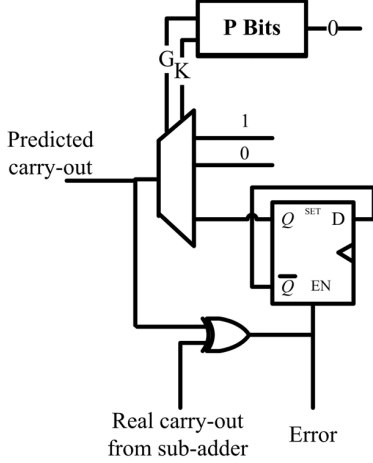 P Bits
0
G
K
1
0
Predicted
carry-out
Q SET D
Q EN
Real carry-out
from sub-adder
Error